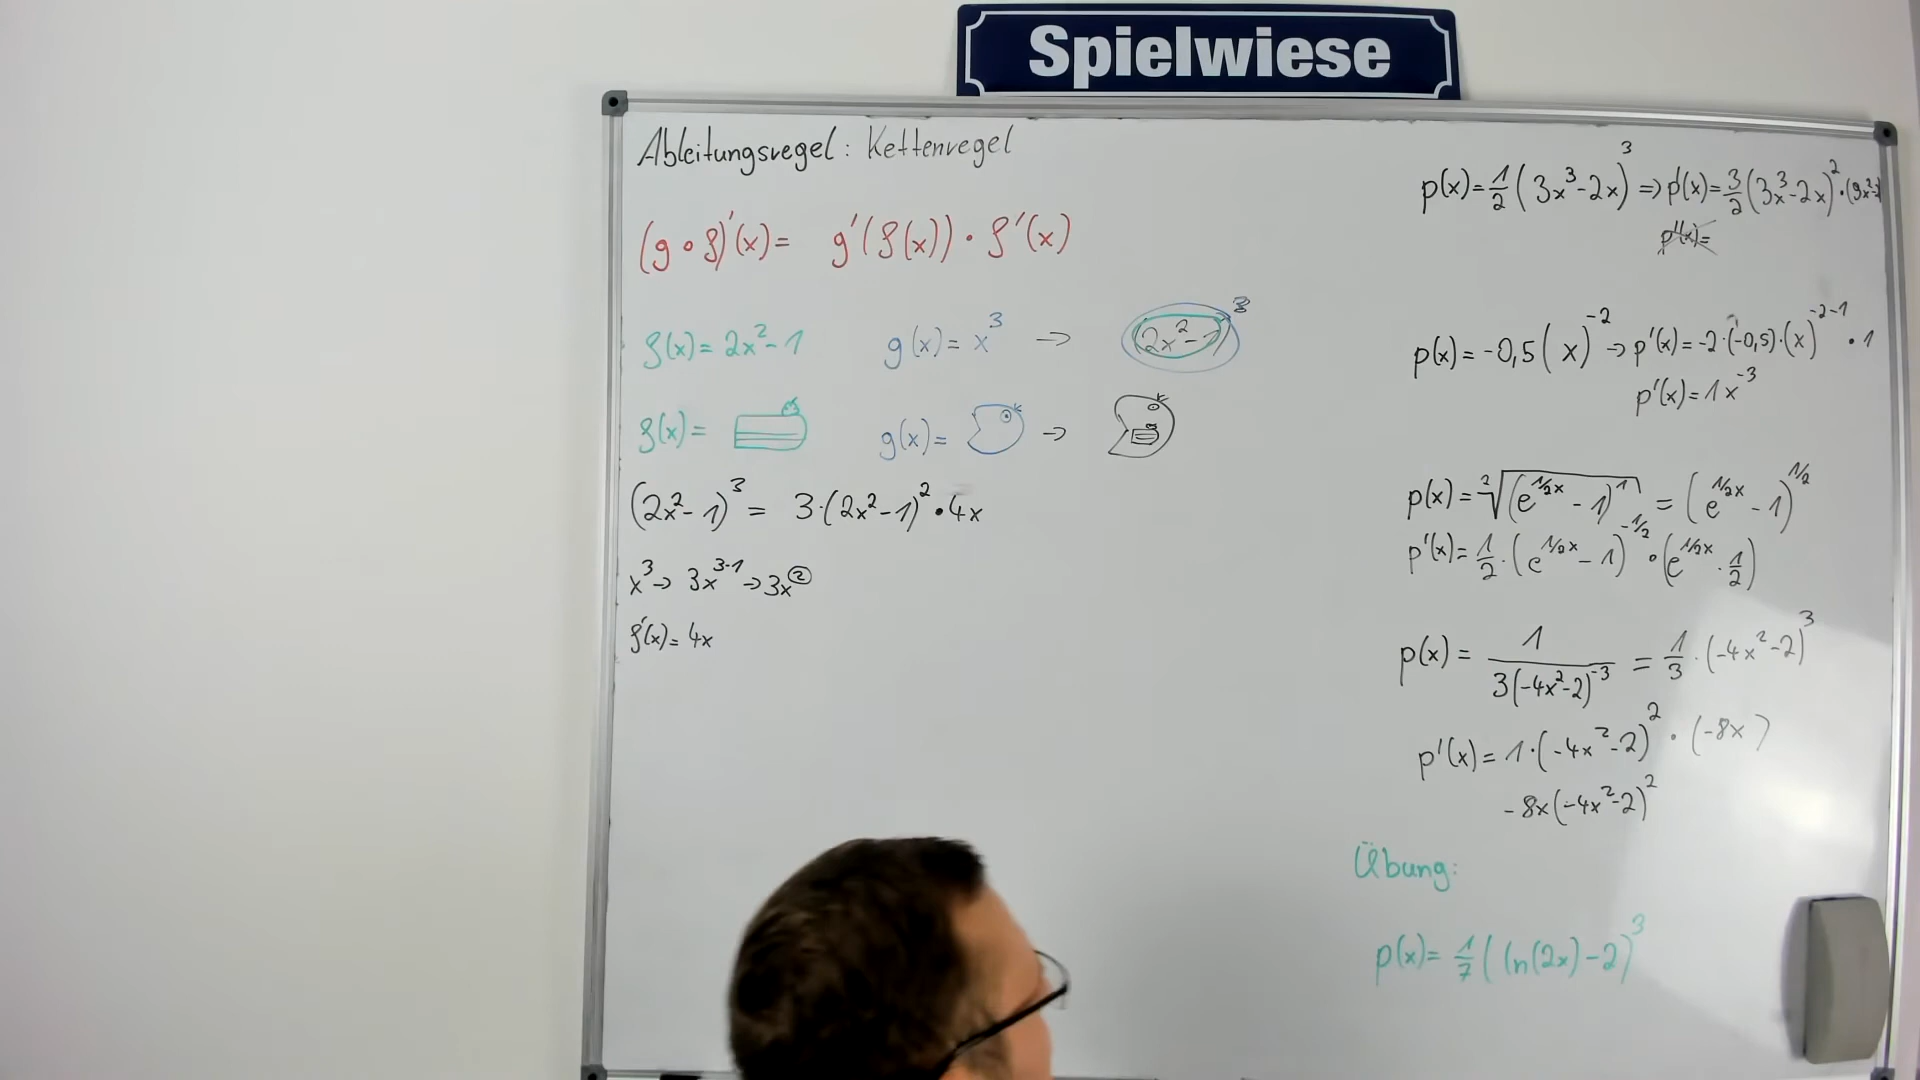 Spielwiese
Ableitungsregel: Kettenregel
(g∘f)'(x)= g'(f(x))·f'(x)
f(x)=2x²-1 g(x)=x³ → (2x²-1)³
f(x)= g(x)= →
(2x²-1)³ = 3·(2x²-1)²·4x
x³→ 3x³⁻¹→3x²
f'(x)= 4x
p(x)=1/2(3x³-2x)³ ⇒ p'(x)=3/2(3x³-2x)²·(9x²-
p''(x)=
p(x)=-0,5(x)⁻² → p'(x)=-2·(-0,5)·(x)⁻²⁻¹·1
p'(x)=1x⁻³
p(x)=²√(e^(1/2x)-1)¹ = (e^(1/2x)-1)^(1/2)
p'(x)=1/2·(e^(1/2x)-1)^(-1/2)·(e^(1/2x)·1/2)
p(x)=1/(3(-4x²-2)⁻³) = 1/3·(-4x²-2)³
p'(x)=1·(-4x²-2)²·(-8x)
-8x(-4x²-2)²
Übung:
p(x)=1/7((ln(2x)-2)³